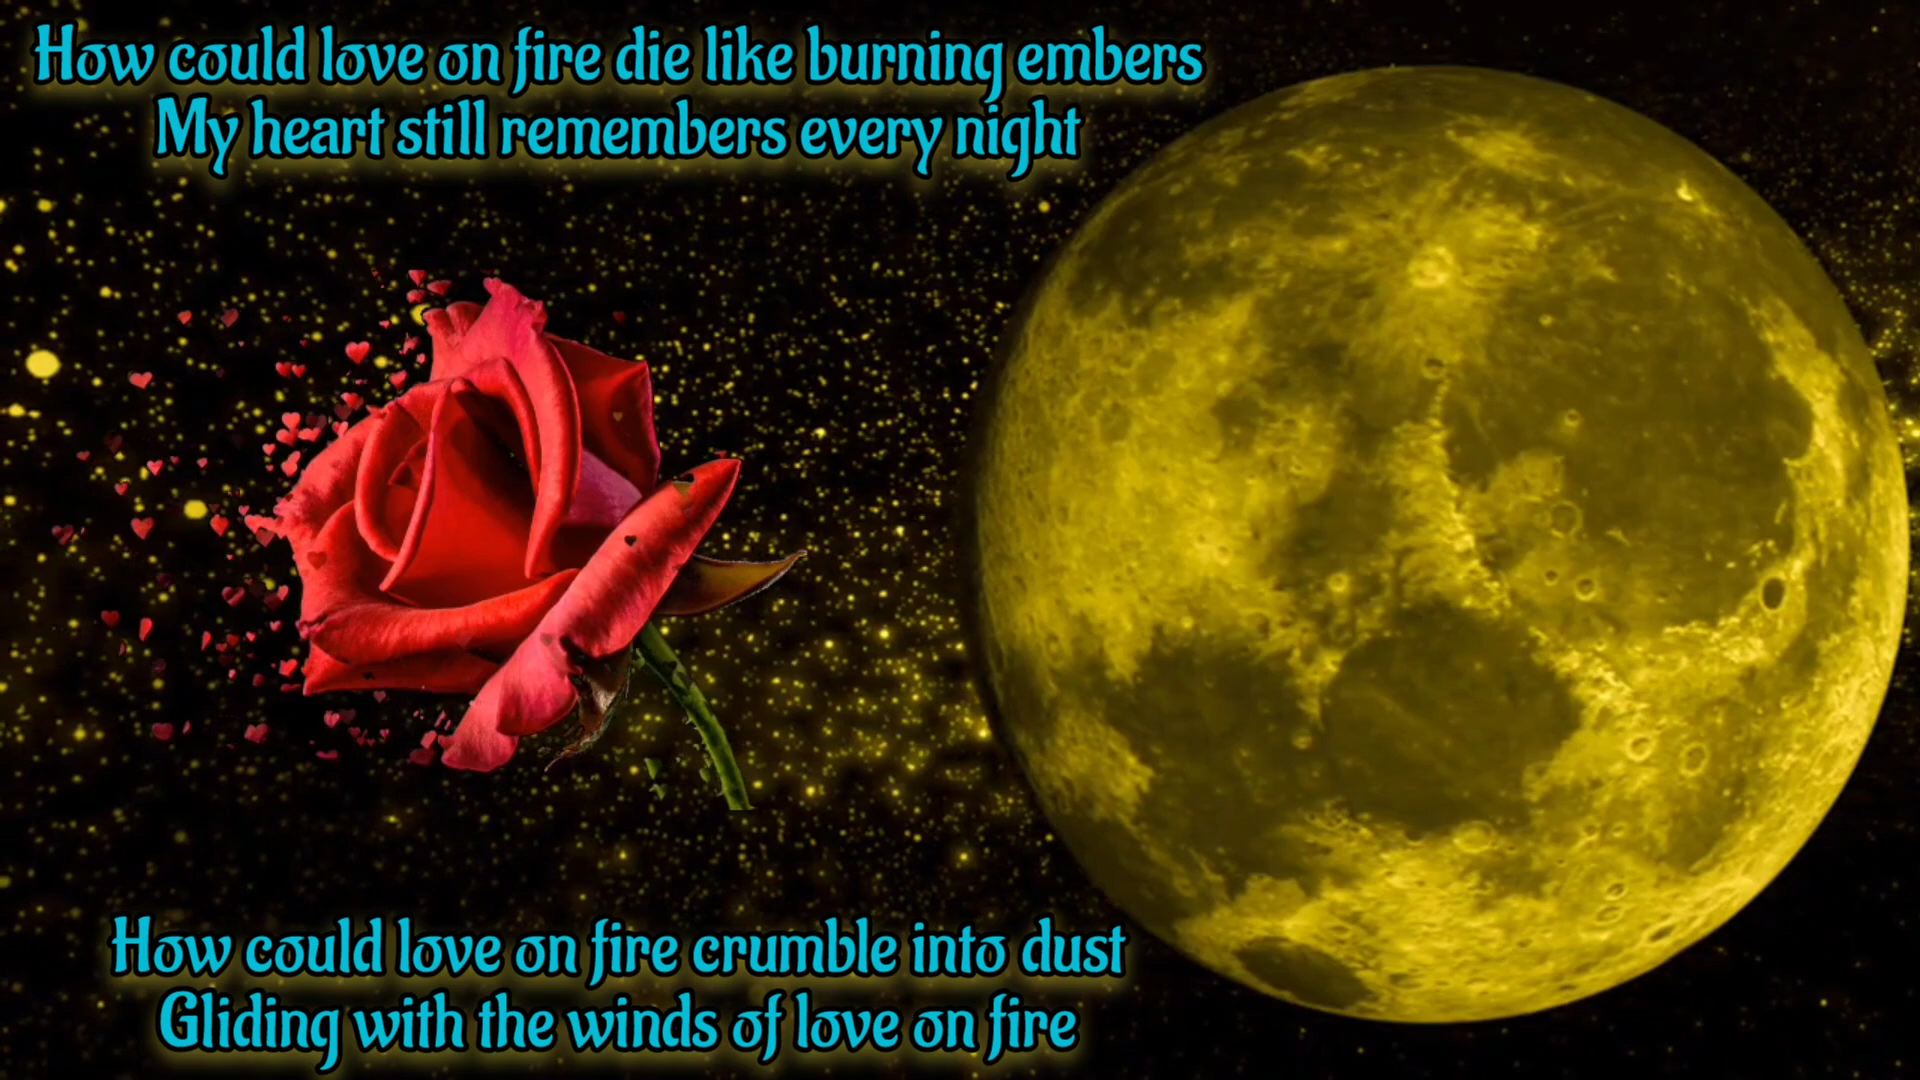 How could love on fire die like burning embers
My heart still remembers every night
How could love on fire crumble into dust
Gliding with the winds of love on fire